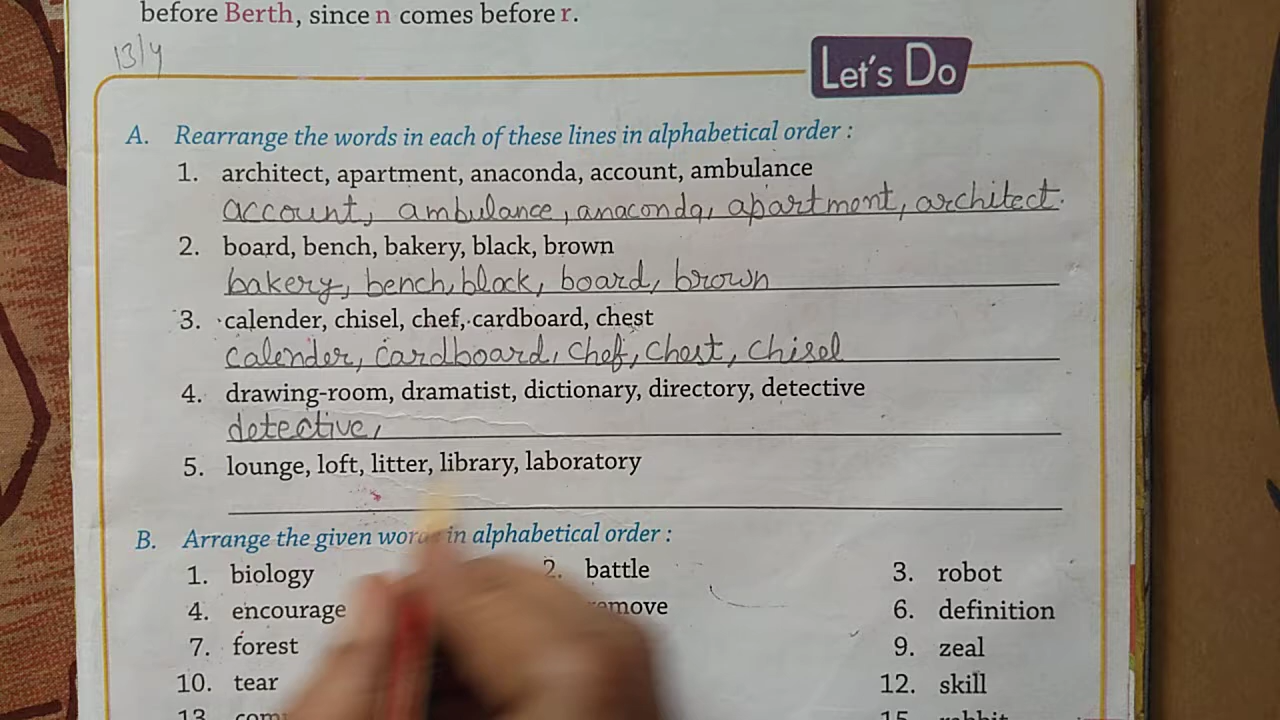 before Berth, since n comes before r.
13/4
Let's Do
A. Rearrange the words in each of these lines in alphabetical order :
1. architect, apartment, anaconda, account, ambulance
account, ambulance, anaconda, apartment, architect.
2. board, bench, bakery, black, brown
bakery, bench, black, board, brown
3. calender, chisel, chef, cardboard, chest
calender, cardboard, chef, chest, chisel
4. drawing-room, dramatist, dictionary, directory, detective
detective,
5. lounge, loft, litter, library, laboratory
B. Arrange the given words in alphabetical order :
1. biology 2. battle 3. robot
4. encourage 6. definition
7. forest 9. zeal
10. tear 12. skill
13. 15. rabbit